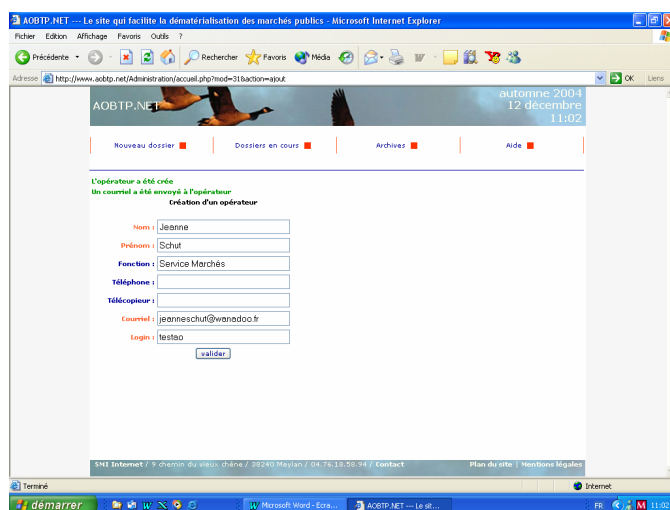 AOBTP.NET --- Le site qui facilite la dématérialisation des marchés publics - Microsoft Internet Explorer
Fichier Edition Affichage Favoris Outils ?
Précédente Rechercher Favoris Média
Adresse http://www.aobtp.net/Administration/accueil.php?mod=31&action=ajout OK Liens
AOBTP.NET
automne 2004
12 décembre
11:02
Nouveau dossier Dossiers en cours Archives Aide
L'opérateur a été crée
Un courriel a été envoyé à l'opérateur
Création d'un opérateur
Nom : Jeanne
Prénom : Schut
Fonction : Service Marchés
Téléphone :
Télécopieur :
Courriel : jeanneschut@wanadoo.fr
Login : testao
valider
SMI Internet / 9 chemin du vieux chêne / 38240 Meylan / 04.76.18.58.94 / Contact Plan du site | Mentions légales
Terminé Internet
démarrer Microsoft Word - Ecra... AOBTP.NET --- Le sit... FR 11:02